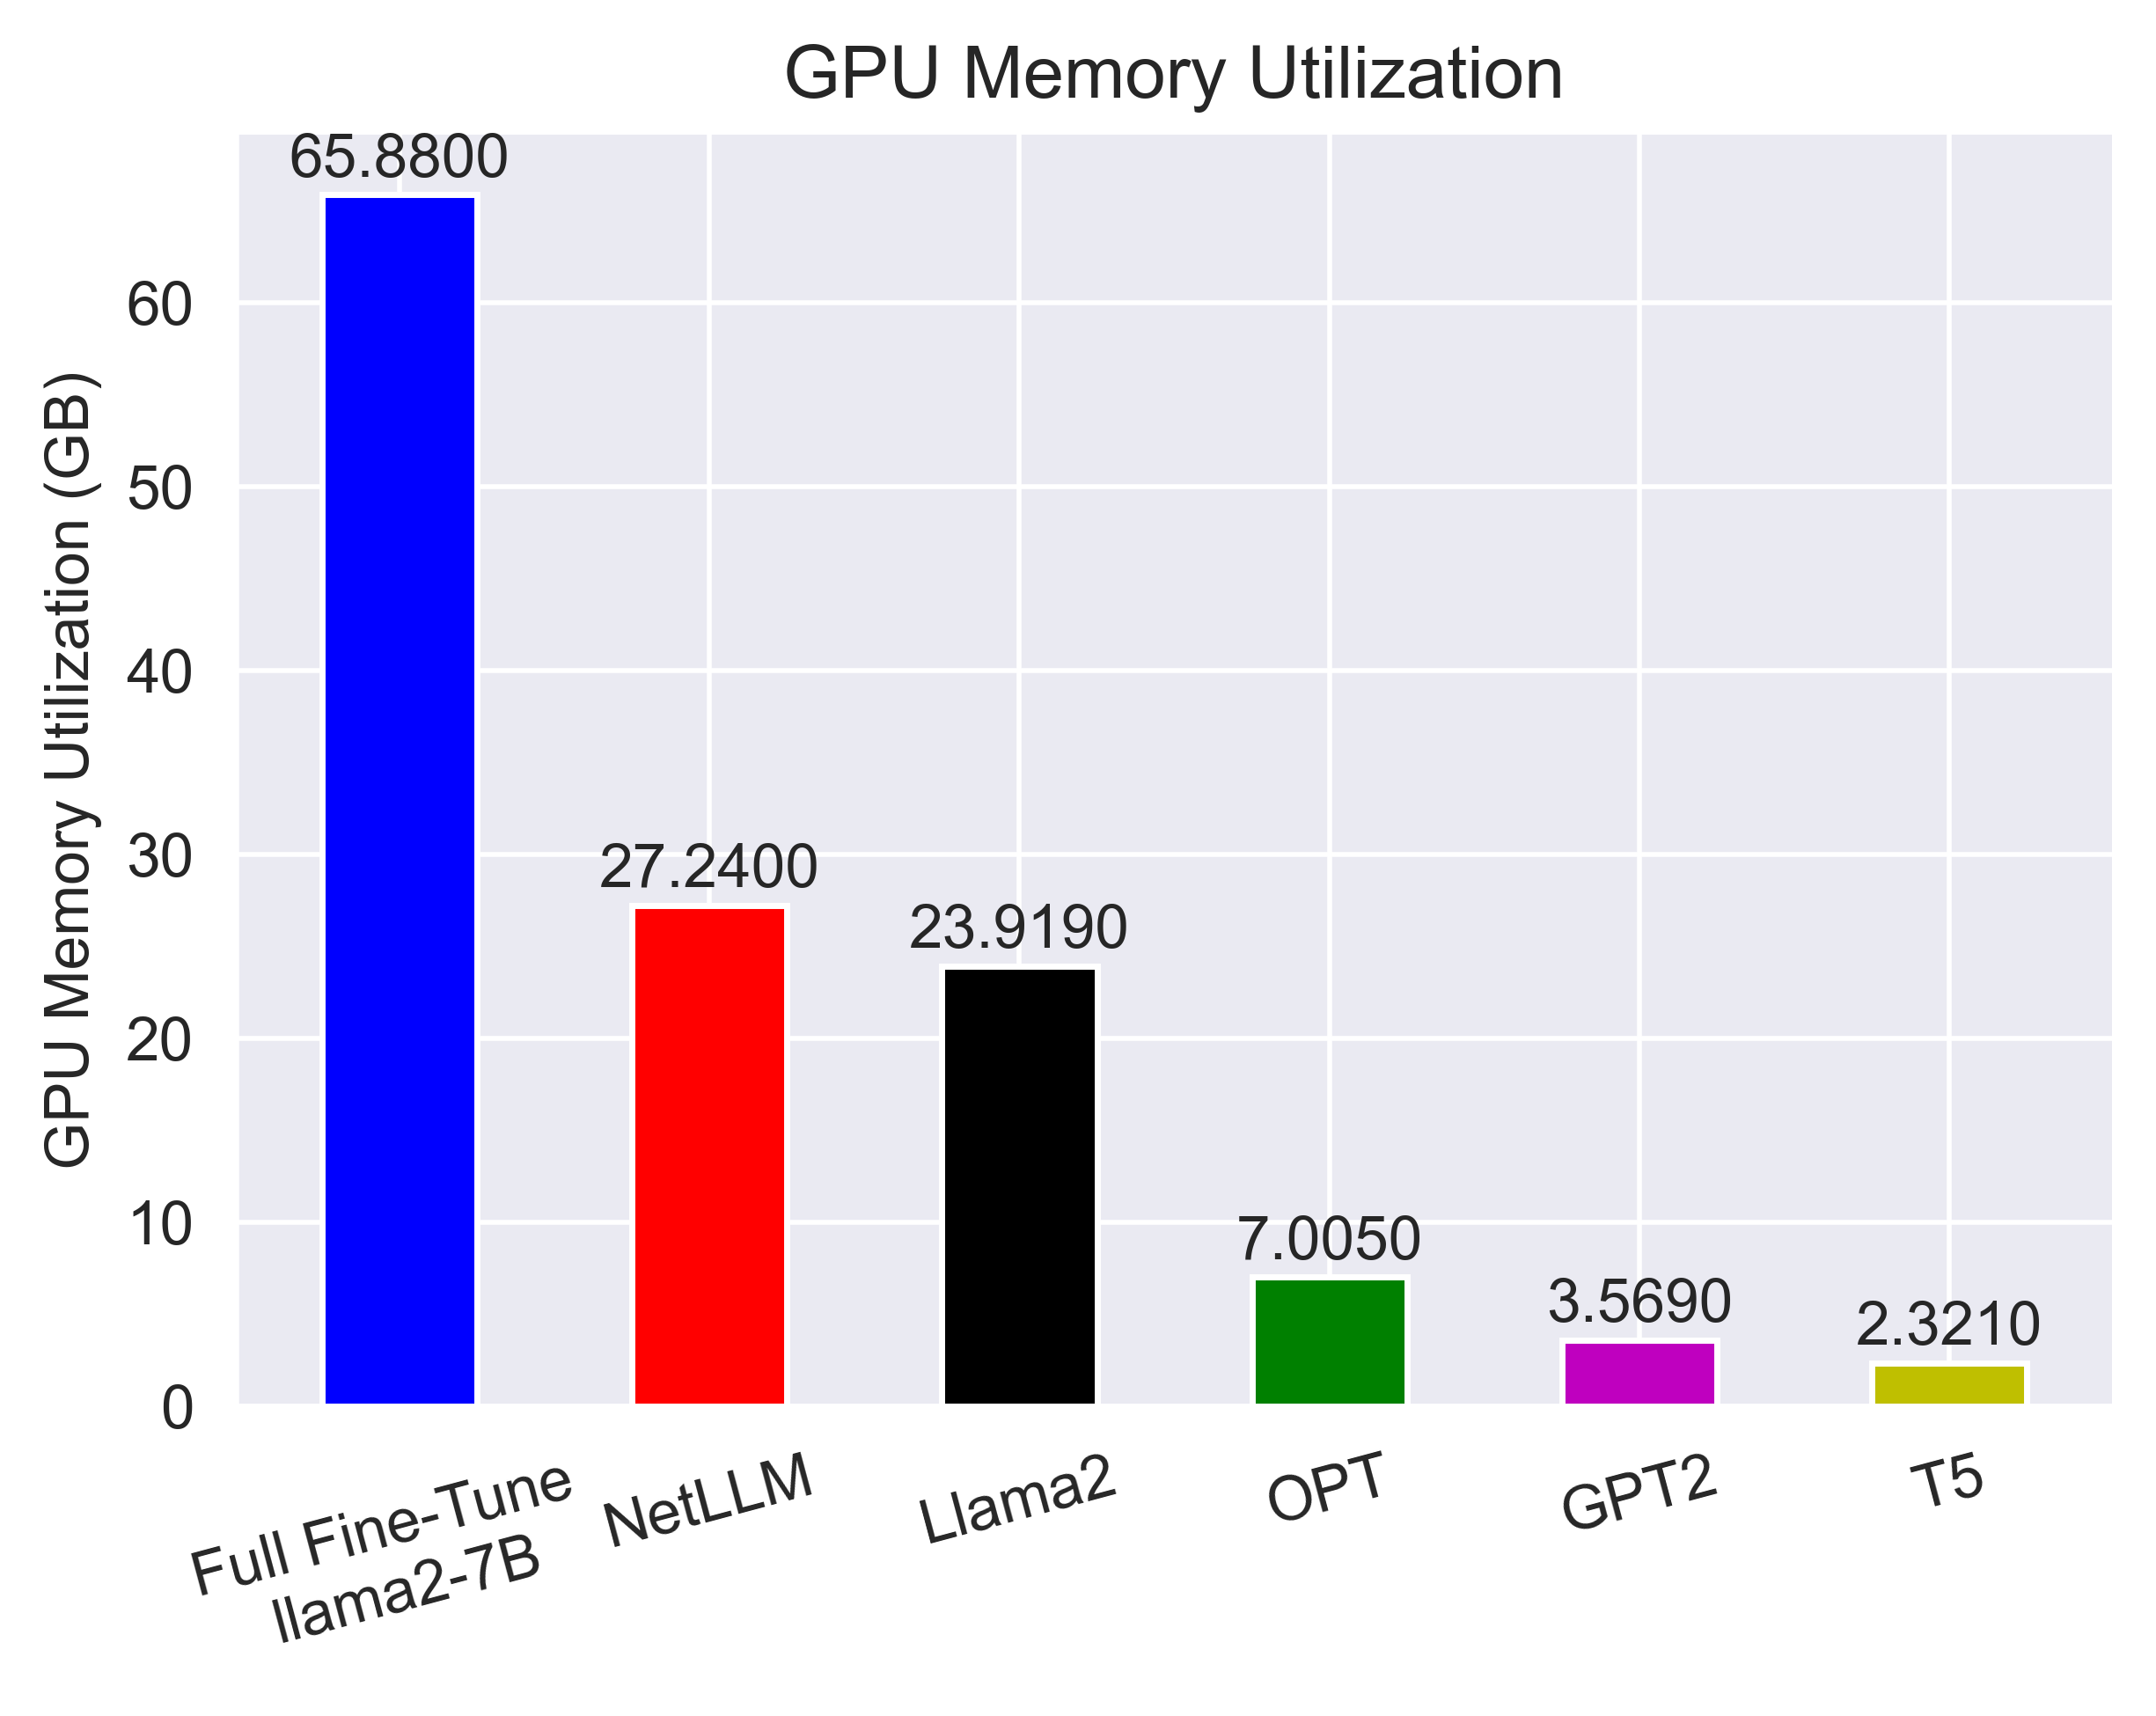 GPU Memory Utilization
GPU Memory Utilization (GB)
60
50
40
30
20
10
0
65.8800
27.2400
23.9190
7.0050
3.5690
2.3210
Full Fine-Tune
llama2-7B
NetLLM
Llama2
OPT
GPT2
T5